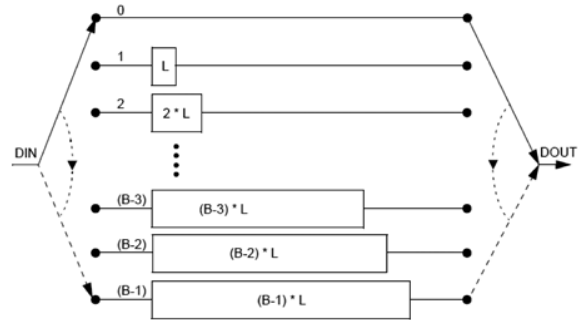 0
1
L
2
2 * L
DIN
DOUT
(B-3)
(B-3) * L
(B-2)
(B-2) * L
(B-1)
(B-1) * L